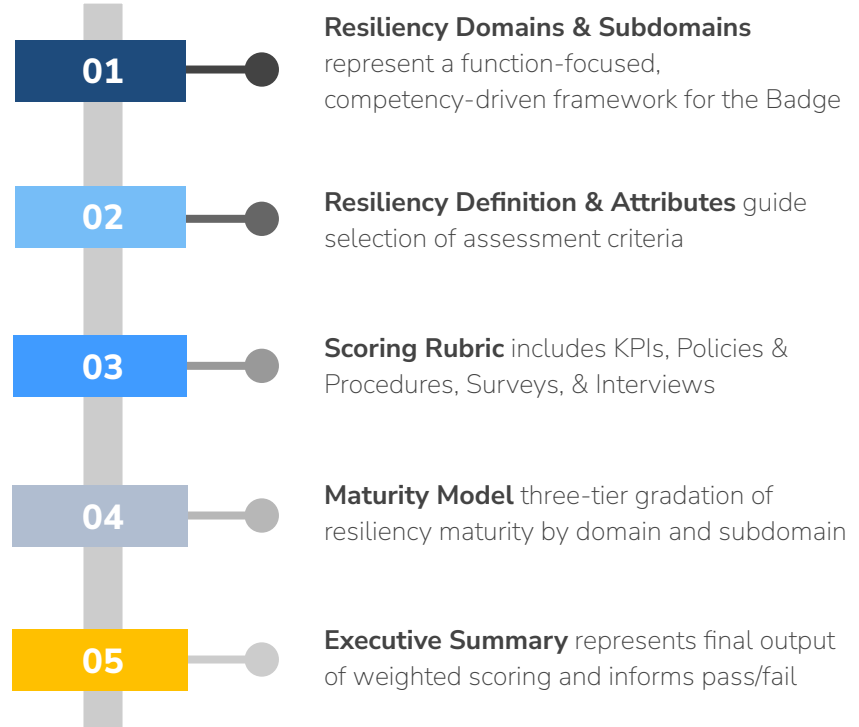 01
Resiliency Domains & Subdomains
represent a function-focused,
competency-driven framework for the Badge
02
Resiliency Definition & Attributes guide
selection of assessment criteria
03
Scoring Rubric includes KPIs, Policies &
Procedures, Surveys, & Interviews
04
Maturity Model three-tier gradation of
resiliency maturity by domain and subdomain
05
Executive Summary represents final output
of weighted scoring and informs pass/fail